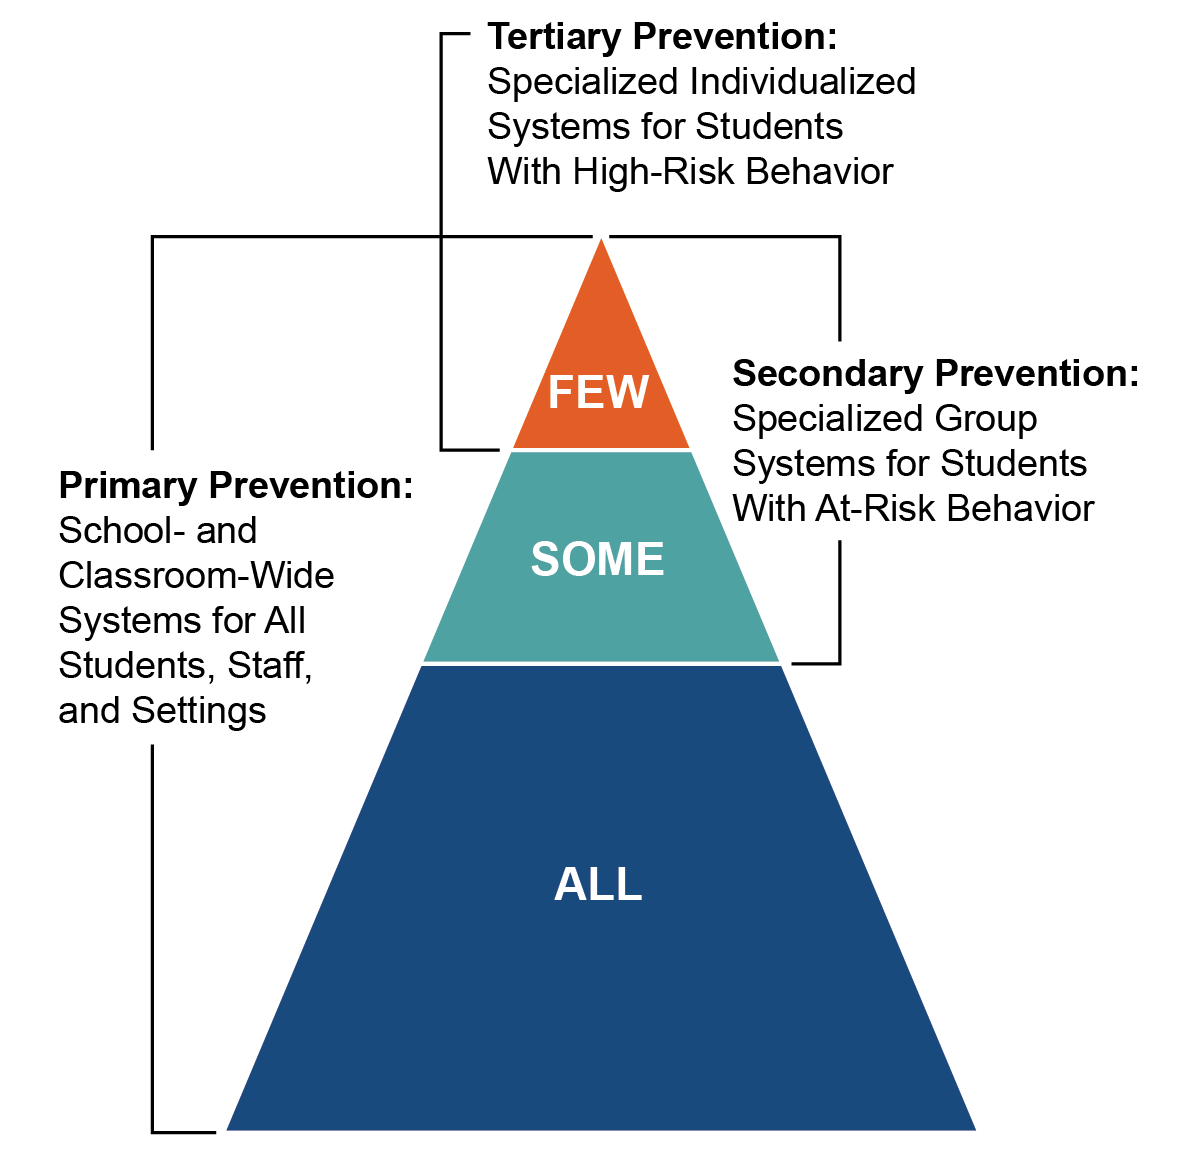 Tertiary Prevention:
Specialized Individualized
Systems for Students
With High-Risk Behavior
FEW
Secondary Prevention:
Specialized Group
Systems for Students
With At-Risk Behavior
Primary Prevention:
School- and
Classroom-Wide
Systems for All
Students, Staff,
and Settings
SOME
ALL